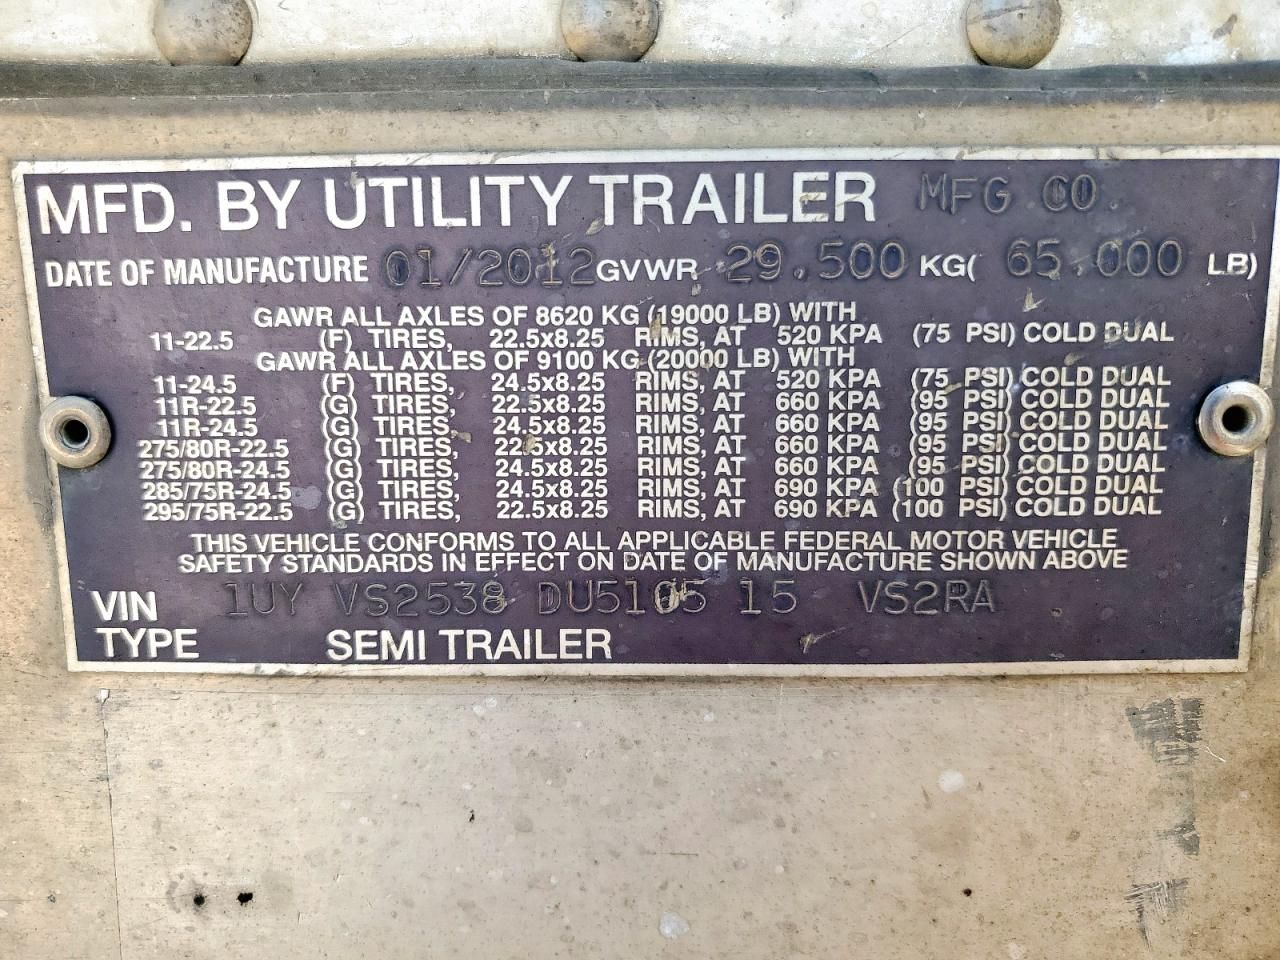 MFD. BY UTILITY TRAILER MFG CO.
DATE OF MANUFACTURE 01/2012 GVWR 29.500 KG( 65.000 LB)
GAWR ALL AXLES OF 8620 KG (19000 LB) WITH
11-22.5 (F) TIRES, 22.5x8.25 RIMS, AT 520 KPA (75 PSI) COLD DUAL
GAWR ALL AXLES OF 9100 KG (20000 LB) WITH
11-24.5 (F) TIRES, 24.5x8.25 RIMS, AT 520 KPA (75 PSI) COLD DUAL
11R-22.5 (G) TIRES, 22.5x8.25 RIMS, AT 660 KPA (95 PSI) COLD DUAL
11R-24.5 (G) TIRES, 24.5x8.25 RIMS, AT 660 KPA (95 PSI) COLD DUAL
275/80R-22.5 (G) TIRES, 22.5x8.25 RIMS, AT 660 KPA (95 PSI) COLD DUAL
275/80R-24.5 (G) TIRES, 24.5x8.25 RIMS, AT 660 KPA (95 PSI) COLD DUAL
285/75R-24.5 (G) TIRES, 24.5x8.25 RIMS, AT 690 KPA (100 PSI) COLD DUAL
295/75R-22.5 (G) TIRES, 22.5x8.25 RIMS, AT 690 KPA (100 PSI) COLD DUAL
THIS VEHICLE CONFORMS TO ALL APPLICABLE FEDERAL MOTOR VEHICLE
SAFETY STANDARDS IN EFFECT ON DATE OF MANUFACTURE SHOWN ABOVE
VIN 1UY VS2538 DU5105 15 VS2RA
TYPE SEMI TRAILER